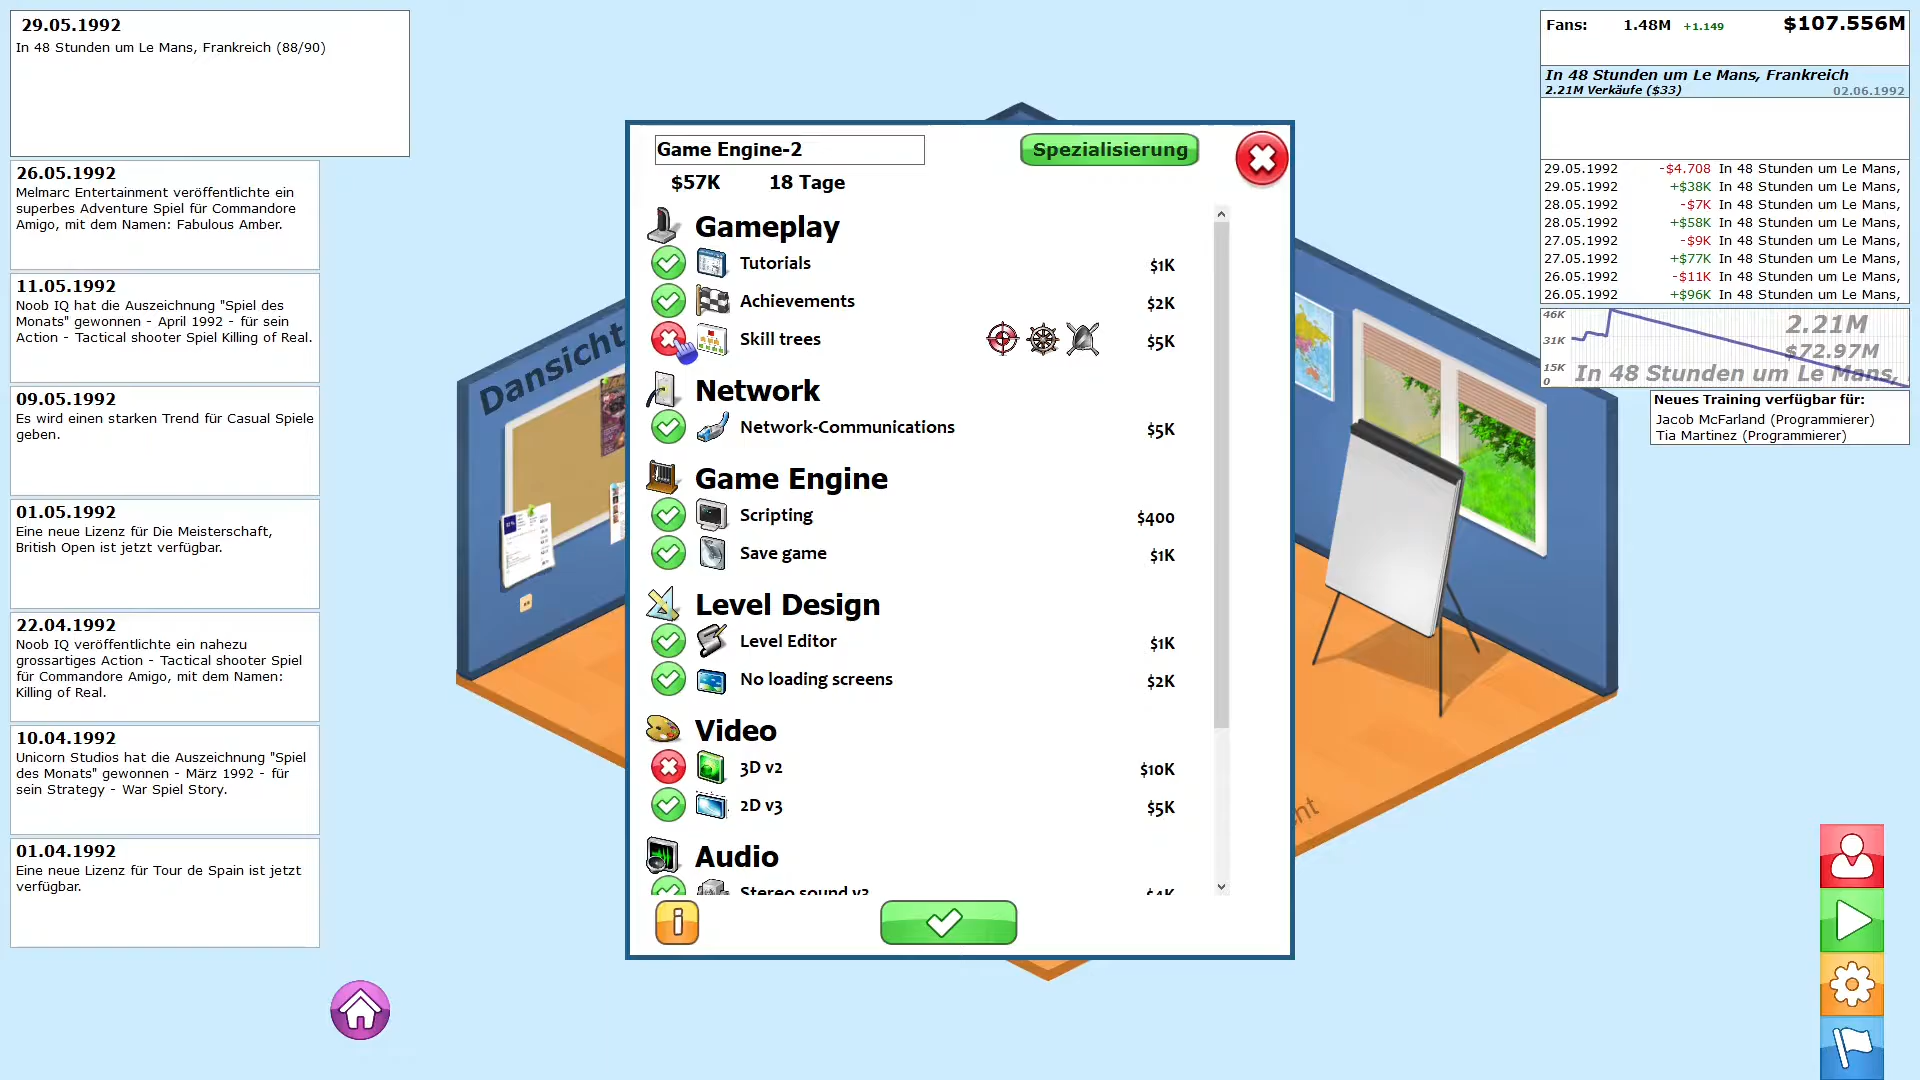 29.05.1992
In 48 Stunden um Le Mans, Frankreich (88/90)
26.05.1992
Melmarc Entertainment veröffentlichte ein
superbes Adventure Spiel für Commandore
Amigo, mit dem Namen: Fabulous Amber.
11.05.1992
Noob IQ hat die Auszeichnung "Spiel des
Monats" gewonnen - April 1992 - für sein
Action - Tactical shooter Spiel Killing of Real.
09.05.1992
Es wird einen starken Trend für Casual Spiele
geben.
01.05.1992
Eine neue Lizenz für Die Meisterschaft,
British Open ist jetzt verfügbar.
22.04.1992
Noob IQ veröffentlichte ein nahezu
grossartiges Action - Tactical shooter Spiel
für Commandore Amigo, mit dem Namen:
Killing of Real.
10.04.1992
Unicorn Studios hat die Auszeichnung "Spiel
des Monats" gewonnen - März 1992 - für
sein Strategy - War Spiel Story.
01.04.1992
Eine neue Lizenz für Tour de Spain ist jetzt
verfügbar.
Dansicht
Game Engine-2
Spezialisierung
$57K 18 Tage
Gameplay
Tutorials $1K
Achievements $2K
Skill trees $5K
Network
Network-Communications $5K
Game Engine
Scripting $400
Save game $1K
Level Design
Level Editor $1K
No loading screens $2K
Video
3D v2 $10K
2D v3 $5K
Audio
Stereo sound v3 $4K
Fans: 1.48M +1.149 $107.556M
In 48 Stunden um Le Mans, Frankreich
2.21M Verkäufe ($33) 02.06.1992
29.05.1992 -$4.708 In 48 Stunden um Le Mans,
29.05.1992 +$38K In 48 Stunden um Le Mans,
28.05.1992 -$7K In 48 Stunden um Le Mans,
28.05.1992 +$58K In 48 Stunden um Le Mans,
27.05.1992 -$9K In 48 Stunden um Le Mans,
27.05.1992 +$77K In 48 Stunden um Le Mans,
26.05.1992 -$11K In 48 Stunden um Le Mans,
26.05.1992 +$96K In 48 Stunden um Le Mans,
46K
31K
15K
0
2.21M
$72.97M
In 48 Stunden um Le Mans,
Neues Training verfügbar für:
Jacob McFarland (Programmierer)
Tia Martinez (Programmierer)